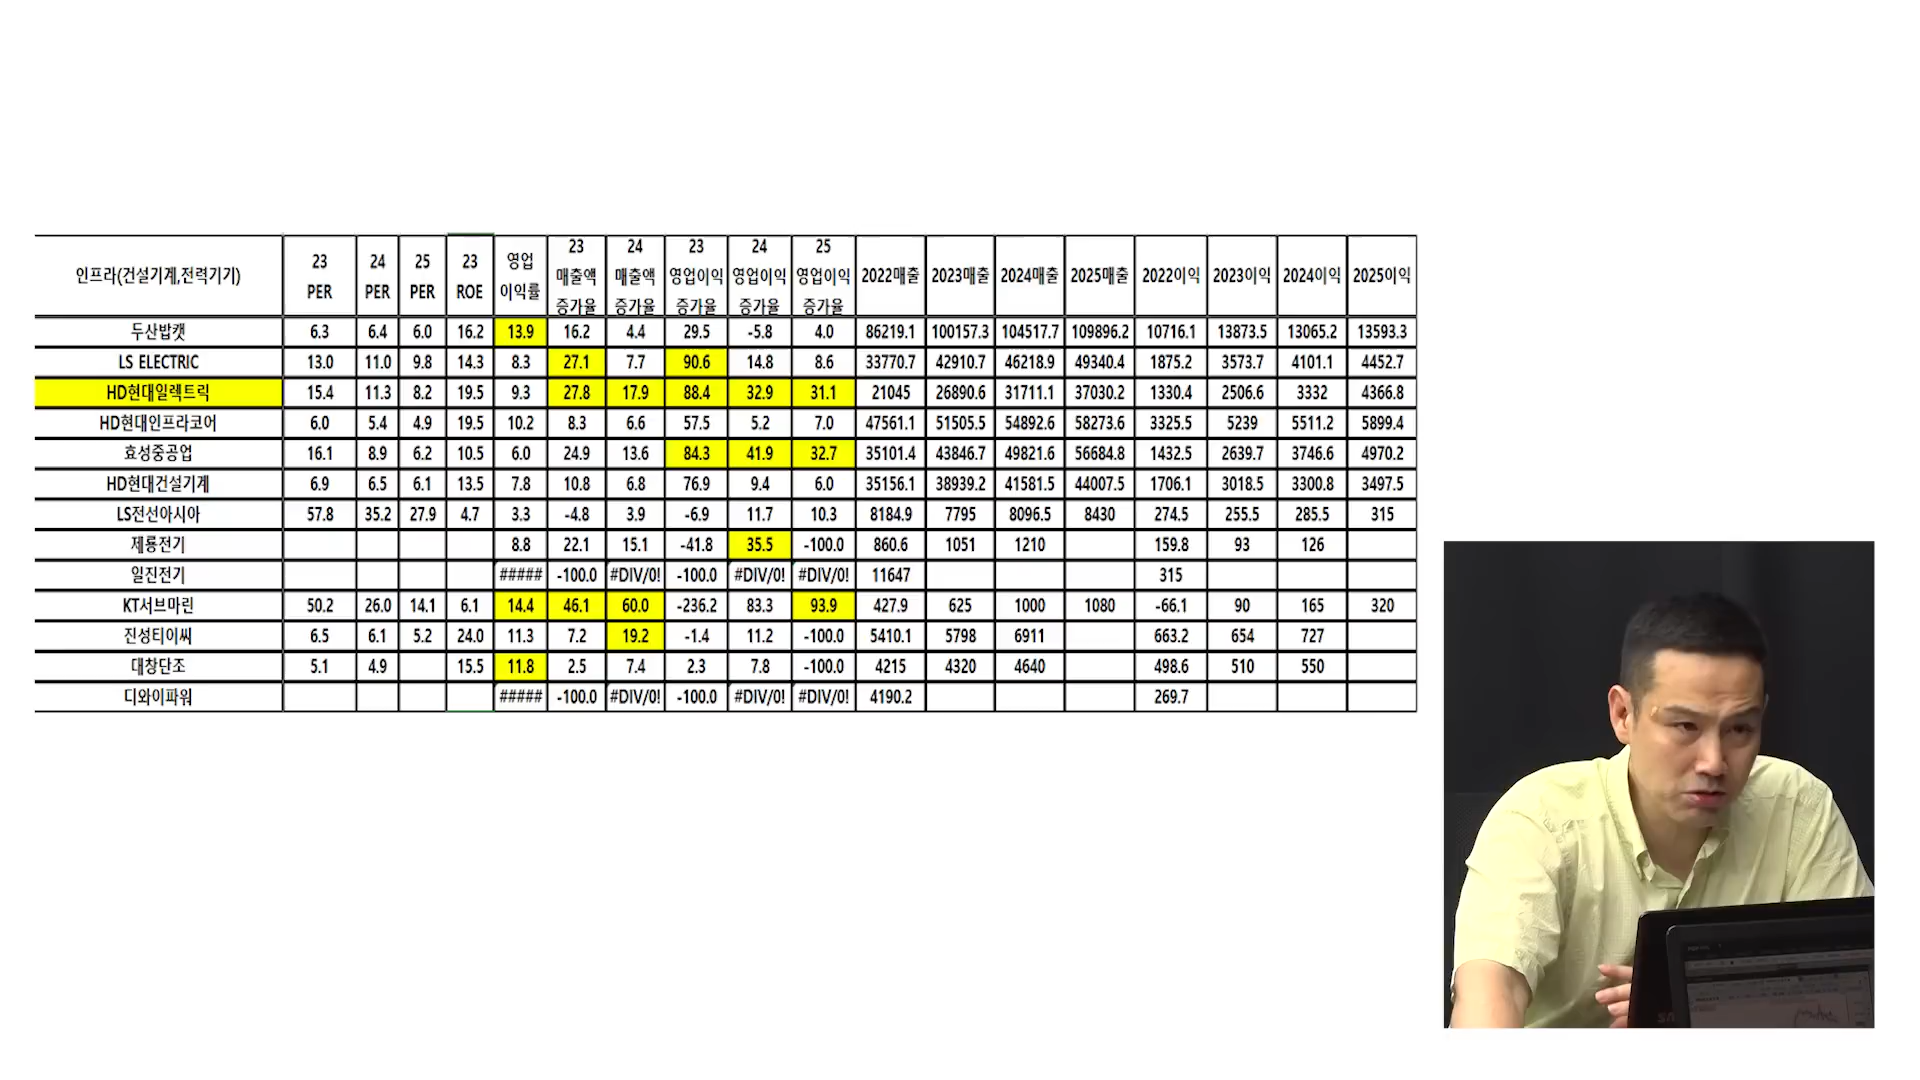 인프라(건설기계,전력기기) 23 PER 24 PER 25 PER 23 ROE 영업 이익률 23 매출액 증가율 24 매출액 증가율 23 영업이익 증가율 24 영업이익 증가율 25 영업이익 증가율 2022매출 2023매출 2024매출 2025매출 2022이익 2023이익 2024이익 2025이익
두산밥캣 6.3 6.4 6.0 16.2 13.9 16.2 4.4 29.5 -5.8 4.0 86219.1 100157.3 104517.7 109896.2 10716.1 13873.5 13065.2 13593.3
LS ELECTRIC 13.0 11.0 9.8 14.3 8.3 27.1 7.7 90.6 14.8 8.6 33770.7 42910.7 46218.9 49340.4 1875.2 3573.7 4101.1 4452.7
HD현대일렉트릭 15.4 11.3 8.2 19.5 9.3 27.8 17.9 88.4 32.9 31.1 21045 26890.6 31711.1 37030.2 1330.4 2506.6 3332 4366.8
HD현대인프라코어 6.0 5.4 4.9 19.5 10.2 8.3 6.6 57.5 5.2 7.0 47561.1 51505.5 54892.6 58273.6 3325.5 5239 5511.2 5899.4
효성중공업 16.1 8.9 6.2 10.5 6.0 24.9 13.6 84.3 41.9 32.7 35101.4 43846.7 49821.6 56684.8 1432.5 2639.7 3746.6 4970.2
HD현대건설기계 6.9 6.5 6.1 13.5 7.8 10.8 6.8 76.9 9.4 6.0 35156.1 38939.2 41581.5 44007.5 1706.1 3018.5 3300.8 3497.5
LS전선아시아 57.8 35.2 27.9 4.7 3.3 -4.8 3.9 -6.9 11.7 10.3 8184.9 7795 8096.5 8430 274.5 255.5 285.5 315
제룡전기 8.8 22.1 15.1 -41.8 35.5 -100.0 860.6 1051 1210 159.8 93 126
일진전기 ##### -100.0 #DIV/0! -100.0 #DIV/0! #DIV/0! 11647 315
KT서브마린 50.2 26.0 14.1 6.1 14.4 46.1 60.0 -236.2 83.3 93.9 427.9 625 1000 1080 -66.1 90 165 320
진성티이씨 6.5 6.1 5.2 24.0 11.3 7.2 19.2 -1.4 11.2 -100.0 5410.1 5798 6911 663.2 654 727
대창단조 5.1 4.9 15.5 11.8 2.5 7.4 2.3 7.8 -100.0 4215 4320 4640 498.6 510 550
디와이파워 ##### -100.0 #DIV/0! -100.0 #DIV/0! #DIV/0! 4190.2 269.7